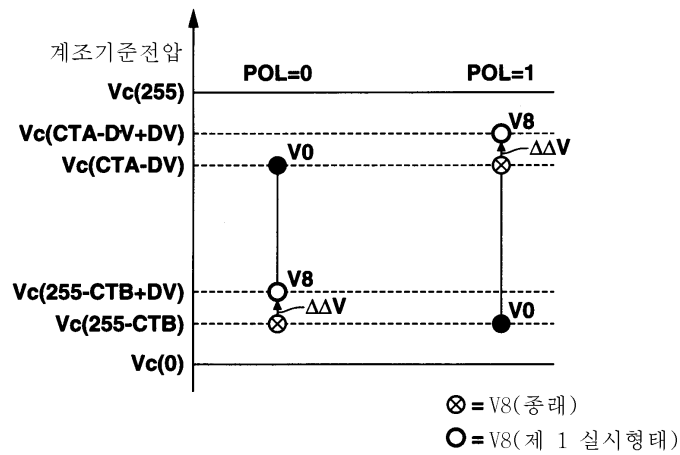 계조기준전압
POL=0 POL=1
Vc(255)
Vc(CTA-DV+DV) V8
ΔΔV
Vc(CTA-DV) V0
Vc(255-CTB+DV) V8
ΔΔV V0
Vc(255-CTB)
Vc(0)
⊗ = V8(종래)
O = V8(제 1 실시형태)